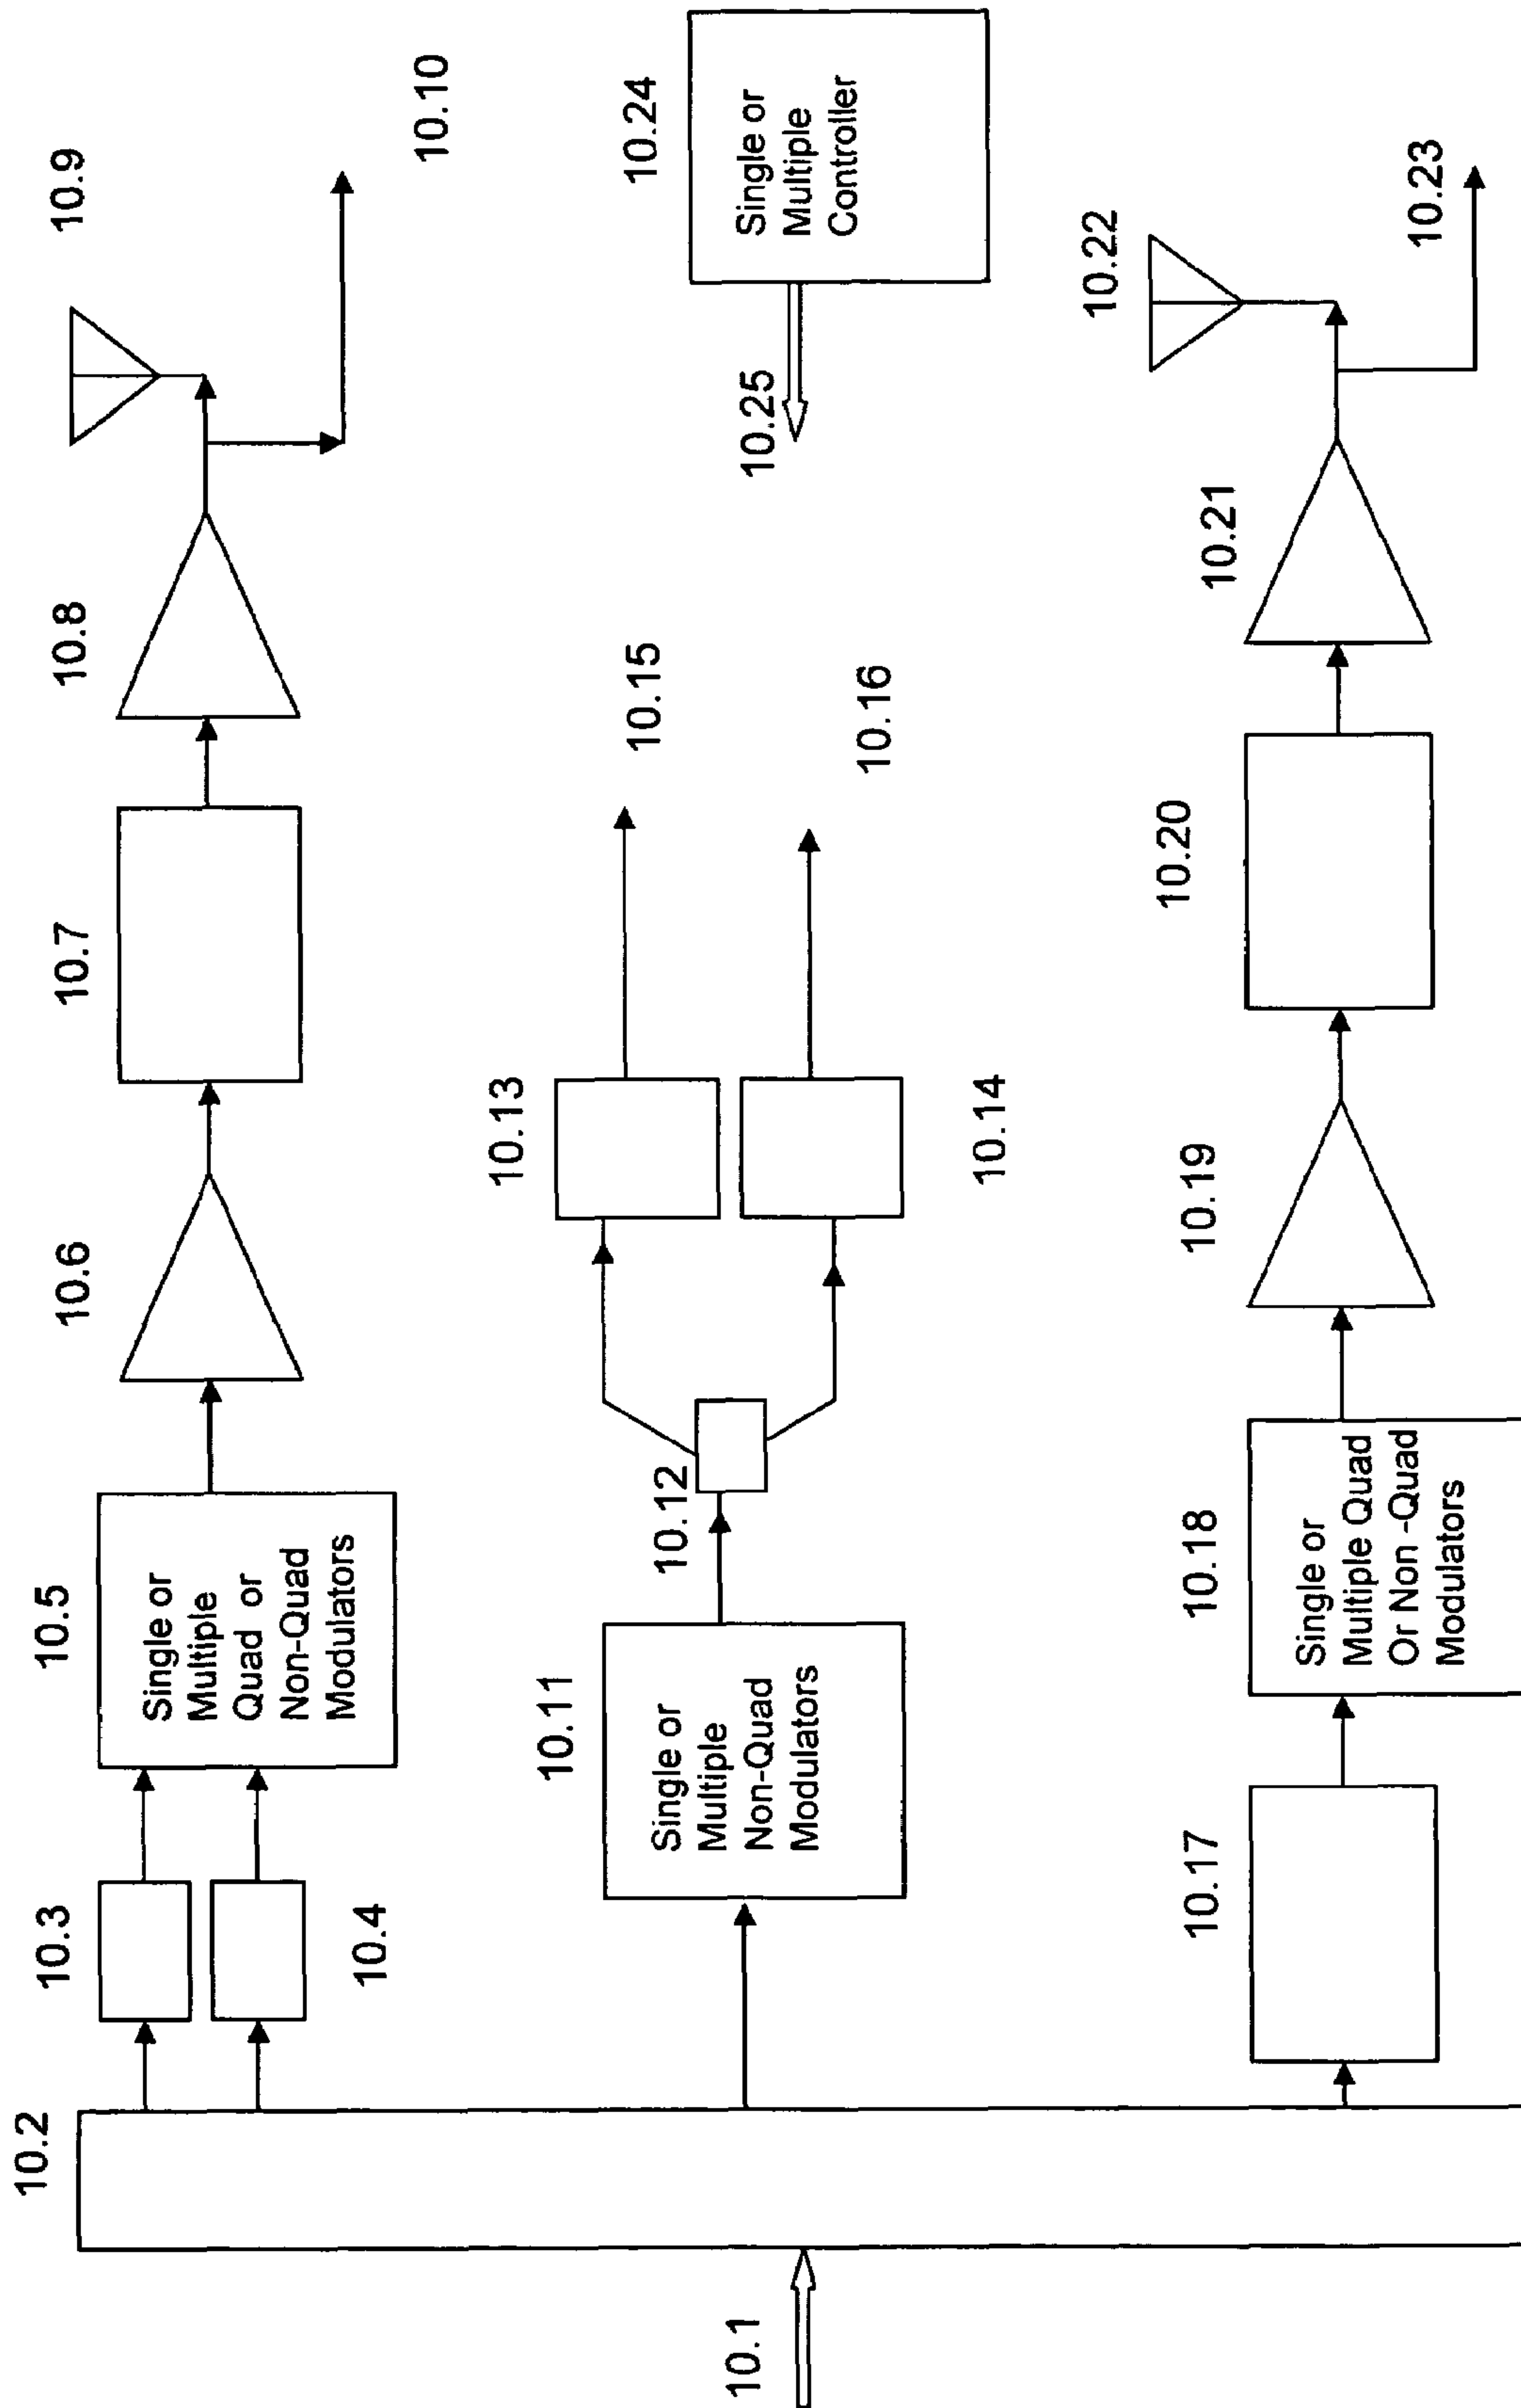 10.1
10.2
10.3
10.4
10.5
Single or
Multiple
Quad or
Non-Quad
Modulators
10.6
10.7
10.8
10.9
10.10
10.11
Single or
Multiple
Non-Quad
Modulators
10.12
10.13
10.14
10.15
10.16
10.17
10.18
Single or
Multiple Quad
Or Non -Quad
Modulators
10.19
10.20
10.21
10.22
10.23
10.24
Single or
Multiple
Controller
10.25